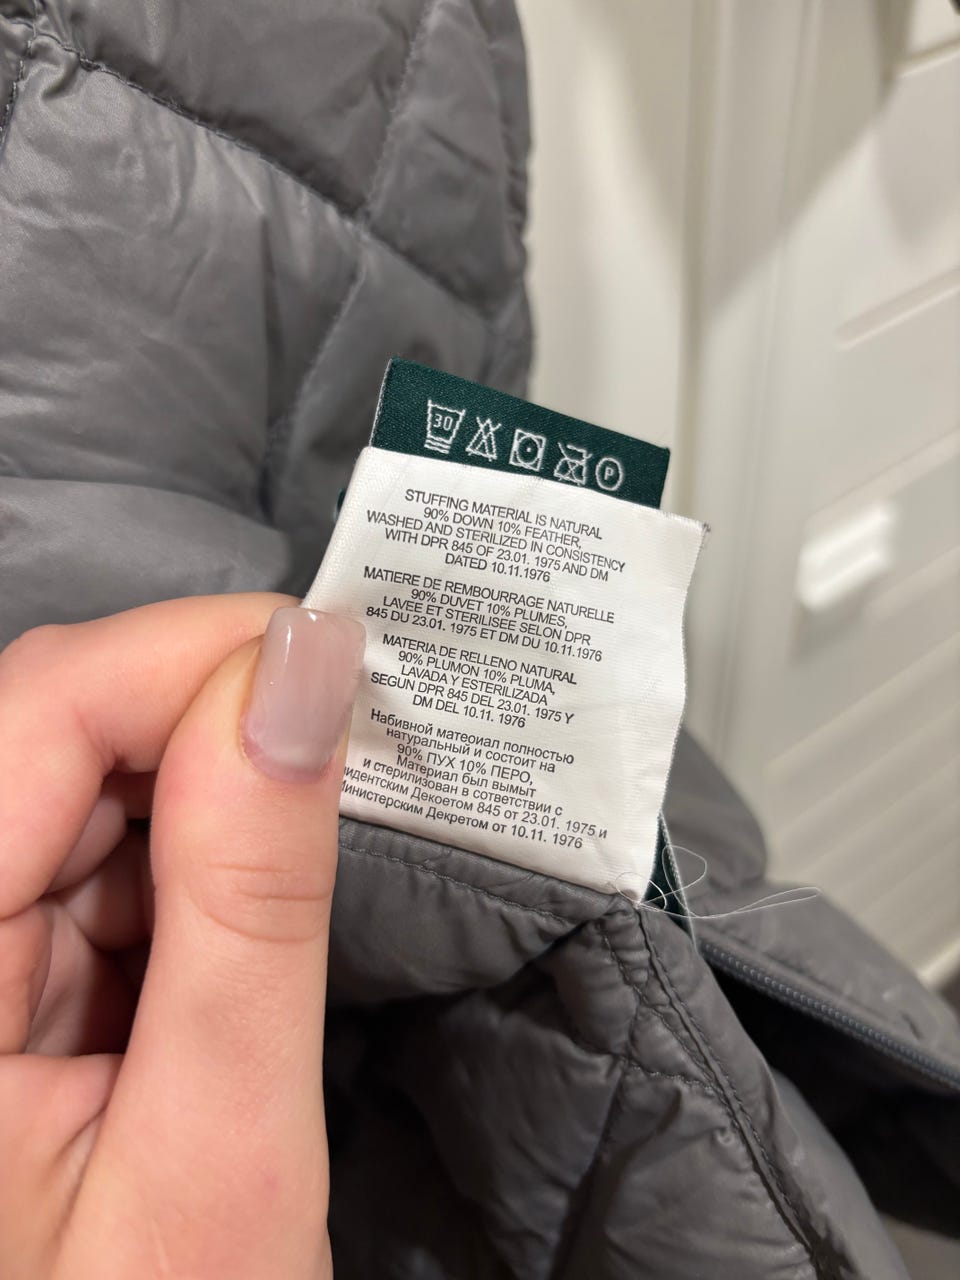 30
P
STUFFING MATERIAL IS NATURAL
90% DOWN 10% FEATHER,
WASHED AND STERILIZED IN CONSISTENCY
WITH DPR 845 OF 23.01. 1975 AND DM
DATED 10.11.1976
MATIERE DE REMBOURRAGE NATURELLE
90% DUVET 10% PLUMES,
LAVEE ET STERILISEE SELON DPR
845 DU 23.01. 1975 ET DM DU 10.11.1976
MATERIA DE RELLENO NATURAL
90% PLUMON 10% PLUMA,
LAVADA Y ESTERILIZADA
SEGUN DPR 845 DEL 23.01. 1975 Y
DM DEL 10.11. 1976
Набивной материал полностью
натуральный и состоит на
90% ПУХ 10% ПЕРО,
Материал был вымыт
и стерилизован в соответствии с
идентским Декоетом 845 от 23.01. 1975 и
Министерским Декретом от 10.11. 1976